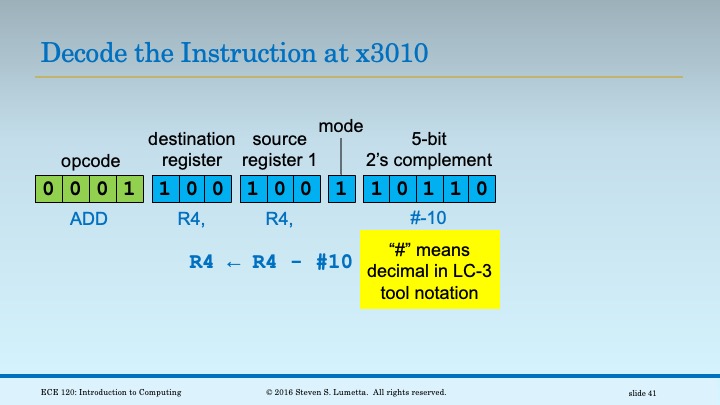 Decode the Instruction at x3010
mode
destination source 5-bit
opcode register register 1 2’s complement
0 0 0 1 1 0 0 1 0 0 1 1 0 1 1 0
ADD R4, R4, #-10
R4 ← R4 - #10
“#” means
decimal in LC-3
tool notation
ECE 120: Introduction to Computing © 2016 Steven S. Lumetta. All rights reserved. slide 41